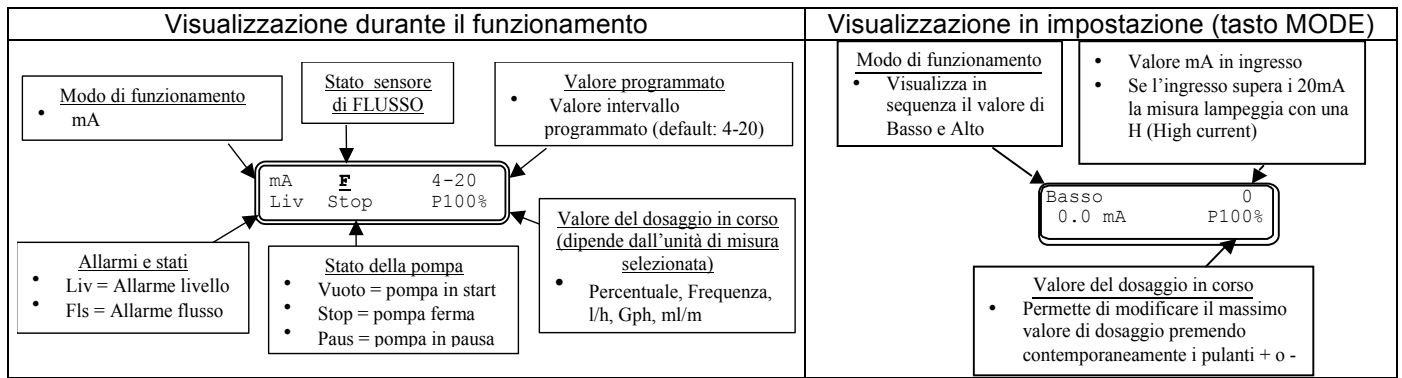 Visualizzazione durante il funzionamento
Modo di funzionamento
• mA
Stato sensore
di FLUSSO
Valore programmato
• Valore intervallo
programmato (default: 4-20)
mA F 4-20
Liv Stop P100%
Allarmi e stati
• Liv = Allarme livello
• Fls = Allarme flusso
Stato della pompa
• Vuoto = pompa in start
• Stop = pompa ferma
• Paus = pompa in pausa
Valore del dosaggio in corso
(dipende dall'unità di misura
selezionata)
• Percentuale, Frequenza,
l/h, Gph, ml/m
Visualizzazione in impostazione (tasto MODE)
Modo di funzionamento
• Visualizza in
sequenza il valore di
Basso e Alto
• Valore mA in ingresso
• Se l'ingresso supera i 20mA
la misura lampeggia con una
H (High current)
Basso 0
0.0 mA P100%
Valore del dosaggio in corso
• Permette di modificare il massimo
valore di dosaggio premendo
contemporaneamente i pulanti + o -